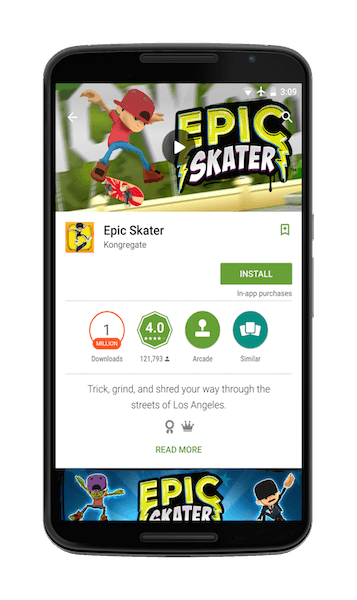 3:09
EPIC
SKATER
Epic Skater
Kongregate
INSTALL
In-app purchases
1
MILLION
4.0
Downloads
121,793
Arcade
Similar
Trick, grind, and shred your way through the
streets of Los Angeles.
READ MORE
EPIC
SKATER